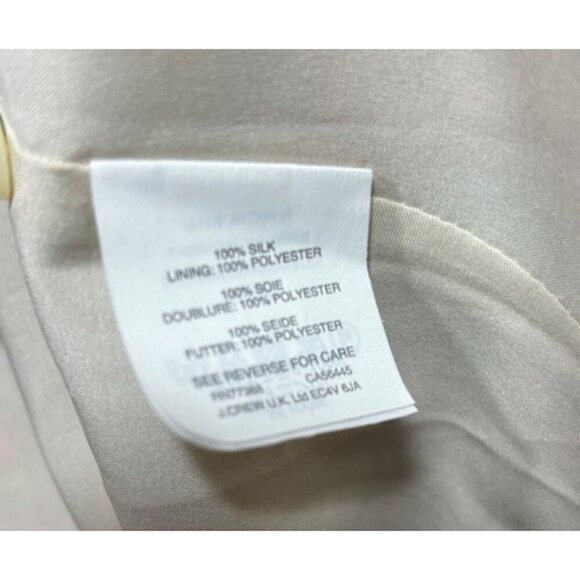 100% SILK
LINING: 100% POLYESTER
100% SOIE
DOUBLURE: 100% POLYESTER
100% SEIDE
FUTTER: 100% POLYESTER
SEE REVERSE FOR CARE
RN77388 CA56445
J.CREW U.K. Ltd EC4V 6JA